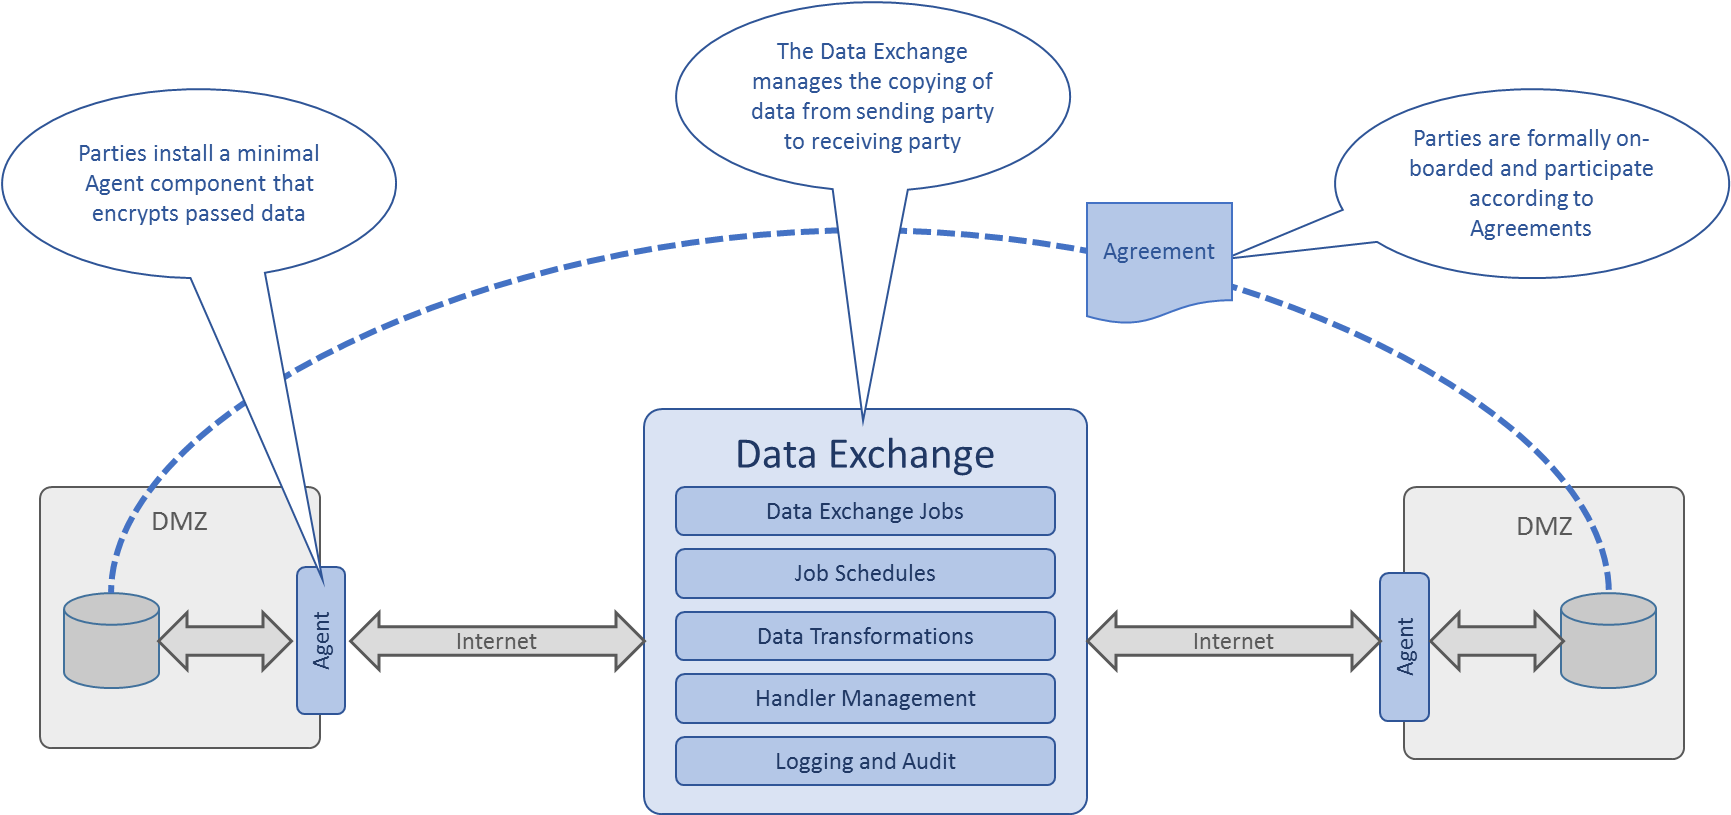 The Data Exchange
manages the copying of
data from sending party
to receiving party
Parties install a minimal
Agent component that
encrypts passed data
Parties are formally on-
boarded and participate
according to
Agreements
Agreement
Data Exchange
Data Exchange Jobs
Job Schedules
Data Transformations
Handler Management
Logging and Audit
DMZ
Agent
Internet
Internet
Agent
DMZ